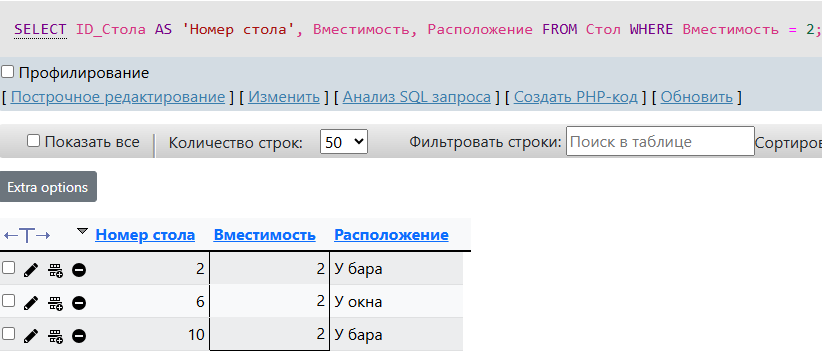 SELECT ID_Стола AS 'Номер стола', Вместимость, Расположение FROM Стол WHERE Вместимость = 2;
Профилирование
[ Построчное редактирование ] [ Изменить ] [ Анализ SQL запроса ] [ Создать PHP-код ] [ Обновить ]
Показать все Количество строк: 50 Фильтровать строки: Поиск в таблице Сортиров
Extra options
←T→ Номер стола Вместимость Расположение
2 2 У бара
6 2 У окна
10 2 У бара